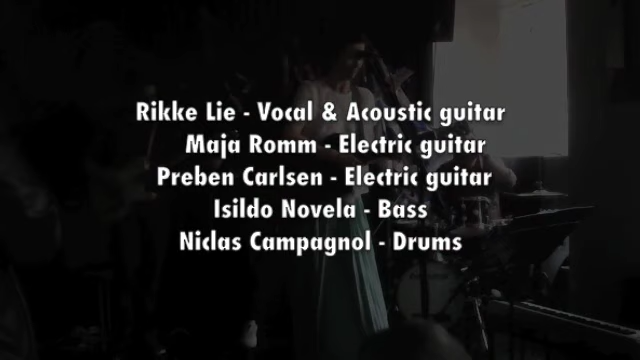 Rikke Lie - Vocal & Acoustic guitar
Maja Romm - Electric guitar
Preben Carlsen - Electric guitar
Isildo Novela - Bass
Niclas Campagnol - Drums